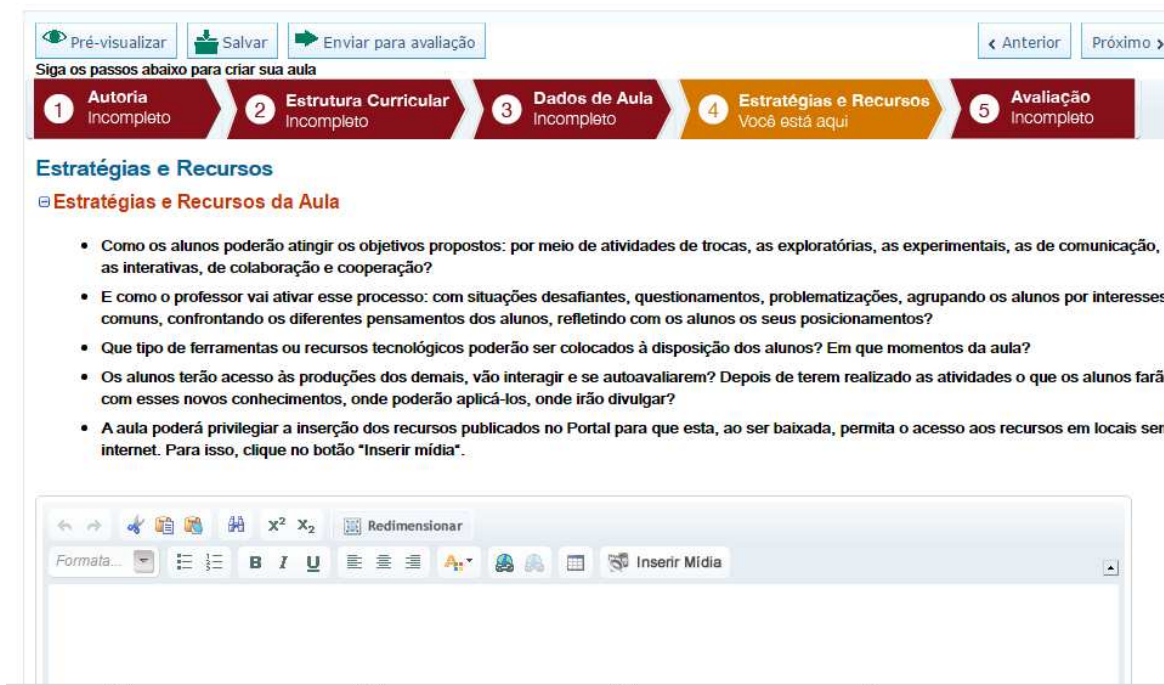 Pré-visualizar Salvar Enviar para avaliação ‹ Anterior Próximo ›
Siga os passos abaixo para criar sua aula
1 Autoria Incompleto
2 Estrutura Curricular Incompleto
3 Dados de Aula Incompleto
4 Estratégias e Recursos Você está aqui
5 Avaliação Incompleto
Estratégias e Recursos
Estratégias e Recursos da Aula
• Como os alunos poderão atingir os objetivos propostos: por meio de atividades de trocas, as exploratórias, as experimentais, as de comunicação,
as interativas, de colaboração e cooperação?
• E como o professor vai ativar esse processo: com situações desafiantes, questionamentos, problematizações, agrupando os alunos por interesses
comuns, confrontando os diferentes pensamentos dos alunos, refletindo com os alunos os seus posicionamentos?
• Que tipo de ferramentas ou recursos tecnológicos poderão ser colocados à disposição dos alunos? Em que momentos da aula?
• Os alunos terão acesso às produções dos demais, vão interagir e se autoavaliarem? Depois de terem realizado as atividades o que os alunos farã
com esses novos conhecimentos, onde poderão aplicá-los, onde irão divulgar?
• A aula poderá privilegiar a inserção dos recursos publicados no Portal para que esta, ao ser baixada, permita o acesso aos recursos em locais sem
internet. Para isso, clique no botão "Inserir mídia".
X² X₂ Redimensionar
Formata... B I U A Inserir Mídia